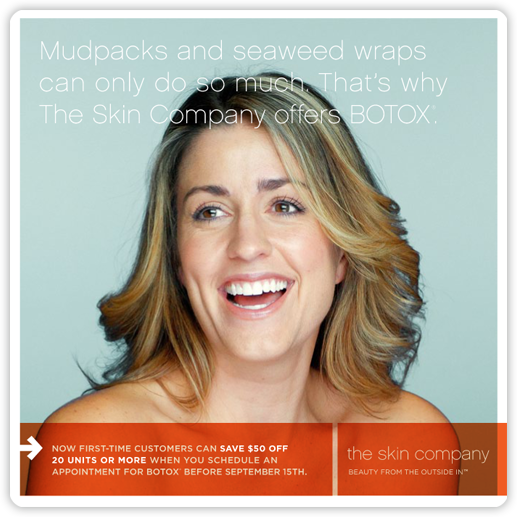 Mudpacks and seaweed wraps
can only do so much. That's why
The Skin Company offers BOTOX®.
NOW FIRST-TIME CUSTOMERS CAN SAVE $50 OFF
20 UNITS OR MORE WHEN YOU SCHEDULE AN
APPOINTMENT FOR BOTOX® BEFORE SEPTEMBER 15TH.
the skin company
BEAUTY FROM THE OUTSIDE IN™